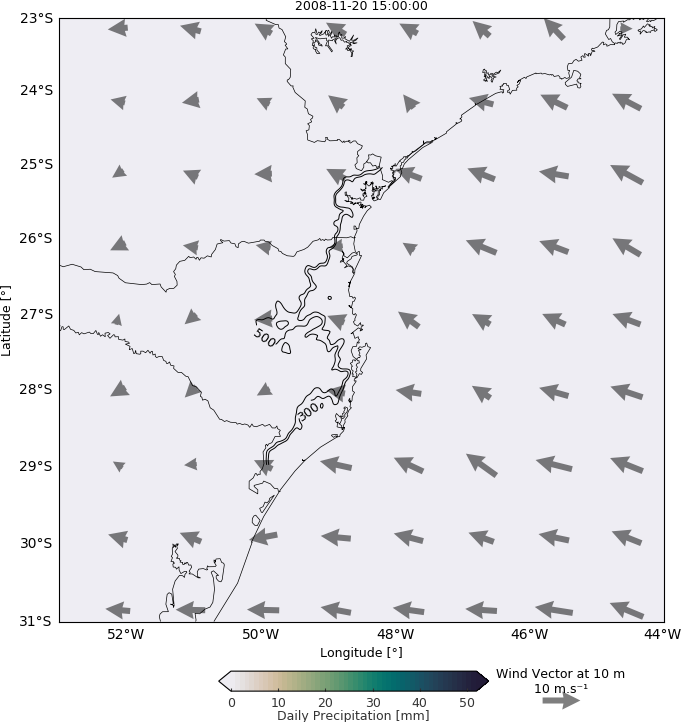 2008-11-20 15:00:00
23°S
24°S
25°S
26°S
27°S
28°S
29°S
30°S
31°S
Latitude [°]
500
300
52°W 50°W 48°W 46°W 44°W
Longitude [°]
0 10 20 30 40 50
Daily Precipitation [mm]
Wind Vector at 10 m
10 m.s⁻¹